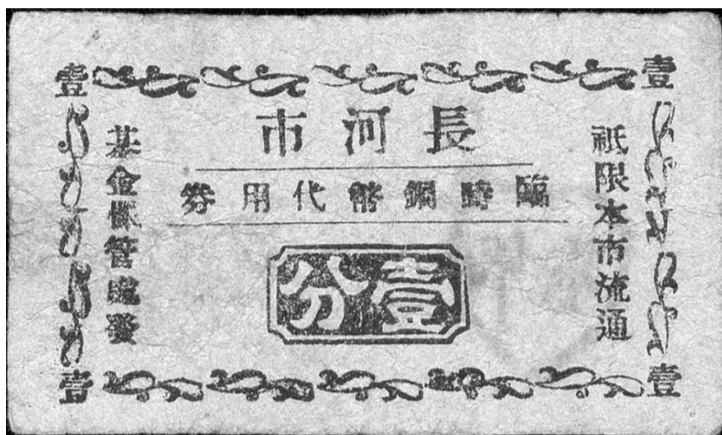 壹 壹
長河市
臨時銅幣代用券
壹分
祇限本市流通
基金保管處發
壹 壹